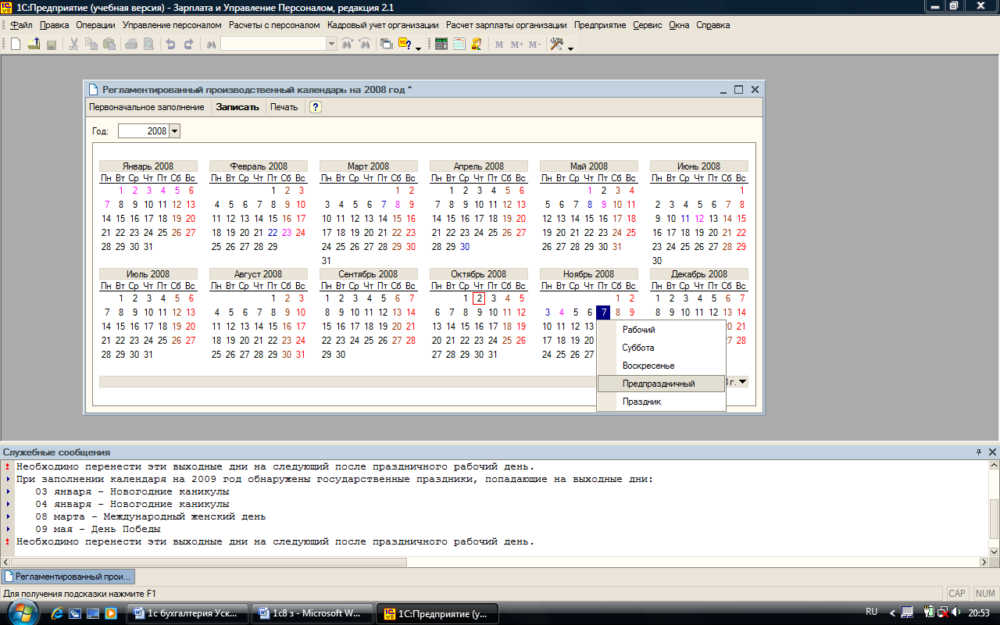 1С:Предприятие (учебная версия) - Зарплата и Управление Персоналом, редакция 2.1
Файл Правка Операции Управление персоналом Расчеты с персоналом Кадровый учет организации Расчет зарплаты организации Предприятие Сервис Окна Справка
M M+ M-
Регламентированный производственный календарь на 2008 год *
Первоначальное заполнение Записать Печать ?
Год: 2008
Январь 2008 Февраль 2008 Март 2008 Апрель 2008 Май 2008 Июнь 2008
Пн Вт Ср Чт Пт Сб Вс Пн Вт Ср Чт Пт Сб Вс Пн Вт Ср Чт Пт Сб Вс Пн Вт Ср Чт Пт Сб Вс Пн Вт Ср Чт Пт Сб Вс Пн Вт Ср Чт Пт Сб Вс
1 2 3 4 5 6 1 2 3 1 2 1 2 3 4 5 6 1 2 3 4 1
7 8 9 10 11 12 13 4 5 6 7 8 9 10 3 4 5 6 7 8 9 7 8 9 10 11 12 13 5 6 7 8 9 10 11 2 3 4 5 6 7 8
14 15 16 17 18 19 20 11 12 13 14 15 16 17 10 11 12 13 14 15 16 14 15 16 17 18 19 20 12 13 14 15 16 17 18 9 10 11 12 13 14 15
21 22 23 24 25 26 27 18 19 20 21 22 23 24 17 18 19 20 21 22 23 21 22 23 24 25 26 27 19 20 21 22 23 24 25 16 17 18 19 20 21 22
28 29 30 31 25 26 27 28 29 24 25 26 27 28 29 30 28 29 30 26 27 28 29 30 31 23 24 25 26 27 28 29
31 30
Июль 2008 Август 2008 Сентябрь 2008 Октябрь 2008 Ноябрь 2008 Декабрь 2008
Пн Вт Ср Чт Пт Сб Вс Пн Вт Ср Чт Пт Сб Вс Пн Вт Ср Чт Пт Сб Вс Пн Вт Ср Чт Пт Сб Вс Пн Вт Ср Чт Пт Сб Вс Пн Вт Ср Чт Пт Сб Вс
1 2 3 4 5 6 1 2 3 1 2 3 4 5 6 7 1 2 3 4 5 1 2 1 2 3 4 5 6 7
7 8 9 10 11 12 13 4 5 6 7 8 9 10 8 9 10 11 12 13 14 6 7 8 9 10 11 12 3 4 5 6 7 8 9 8 9 10 11 12 13 14
14 15 16 17 18 19 20 11 12 13 14 15 16 17 15 16 17 18 19 20 21 13 14 15 16 17 18 19 10 11 12 13 20 21
21 22 23 24 25 26 27 18 19 20 21 22 23 24 22 23 24 25 26 27 28 20 21 22 23 24 25 26 17 18 19 20 27 28
28 29 30 31 25 26 27 28 29 30 31 29 30 27 28 29 30 31 24 25 26 27
Рабочий
Суббота
Воскресенье
Предпраздничный
г.
Праздник
Служебные сообщения
Необходимо перенести эти выходные дни на следующий после праздничного рабочий день.
При заполнении календаря на 2009 год обнаружены государственные праздники, попадающие на выходные дни:
03 января - Новогодние каникулы
04 января - Новогодние каникулы
08 марта - Международный женский день
09 мая - День Победы
Необходимо перенести эти выходные дни на следующий после праздничного рабочий день.
Регламентированный прои...
Для получения подсказки нажмите F1 CAP NUM
1с бухгалтерия Уск... 1с8 з - Microsoft W... 1С:Предприятие (у... RU 20:53